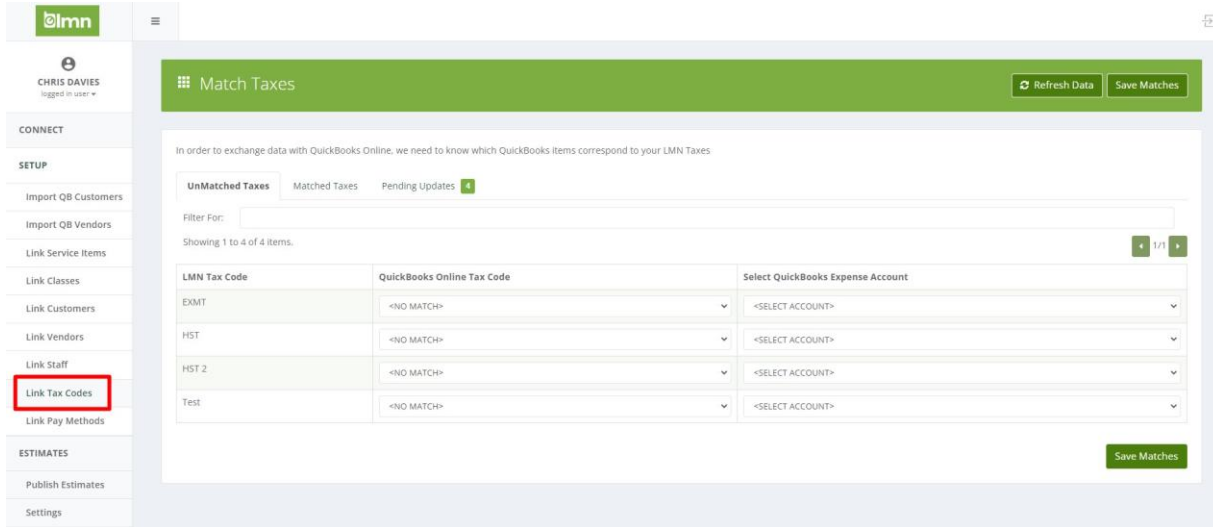 lmn
CHRIS DAVIES
logged in user
CONNECT
SETUP
Import QB Customers
Import QB Vendors
Link Service Items
Link Classes
Link Customers
Link Vendors
Link Staff
Link Tax Codes
Link Pay Methods
ESTIMATES
Publish Estimates
Settings
Match Taxes
Refresh Data Save Matches
In order to exchange data with QuickBooks Online, we need to know which QuickBooks items correspond to your LMN Taxes
UnMatched Taxes Matched Taxes Pending Updates 4
Filter For:
Showing 1 to 4 of 4 items. 1/1
LMN Tax Code QuickBooks Online Tax Code Select QuickBooks Expense Account
EXMT <NO MATCH> <SELECT ACCOUNT>
HST <NO MATCH> <SELECT ACCOUNT>
HST 2 <NO MATCH> <SELECT ACCOUNT>
Test <NO MATCH> <SELECT ACCOUNT>
Save Matches